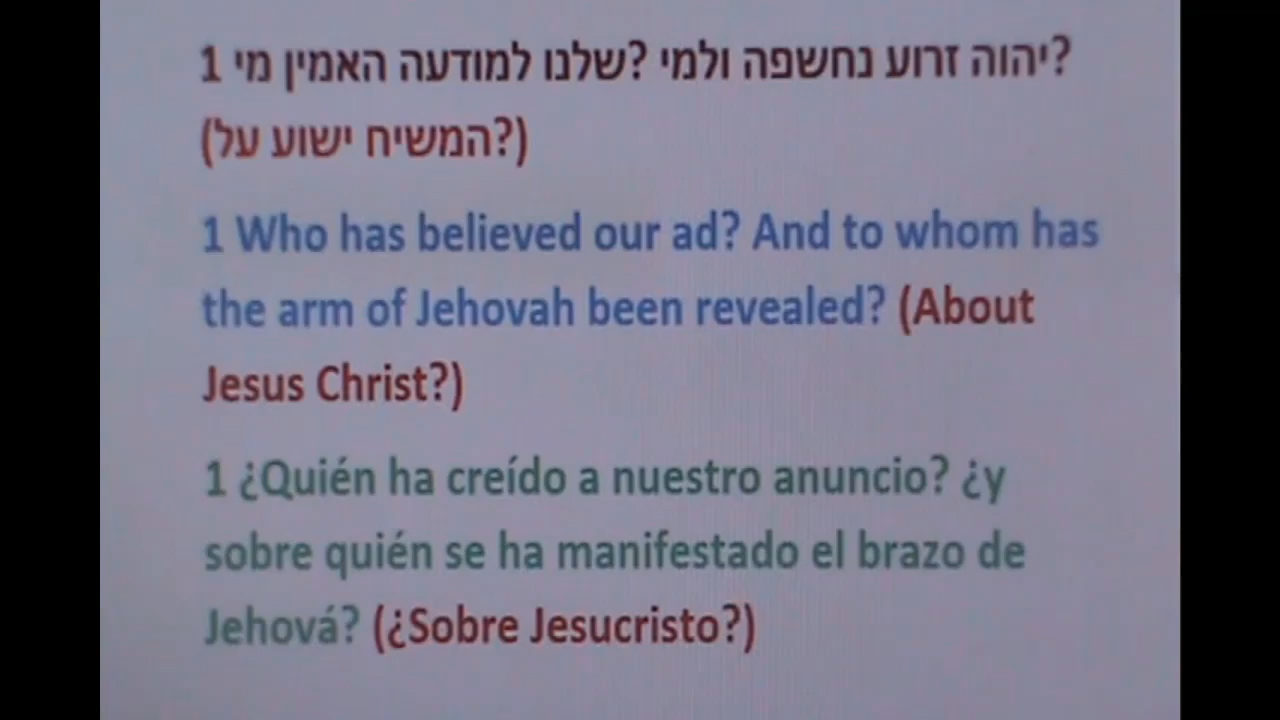 1 מי האמין למודעה שלנו? ולמי נחשפה זרוע יהוה?
(על ישוע המשיח?)
1 Who has believed our ad? And to whom has
the arm of Jehovah been revealed? (About
Jesus Christ?)
1 ¿Quién ha creído a nuestro anuncio? ¿y
sobre quién se ha manifestado el brazo de
Jehová? (¿Sobre Jesucristo?)